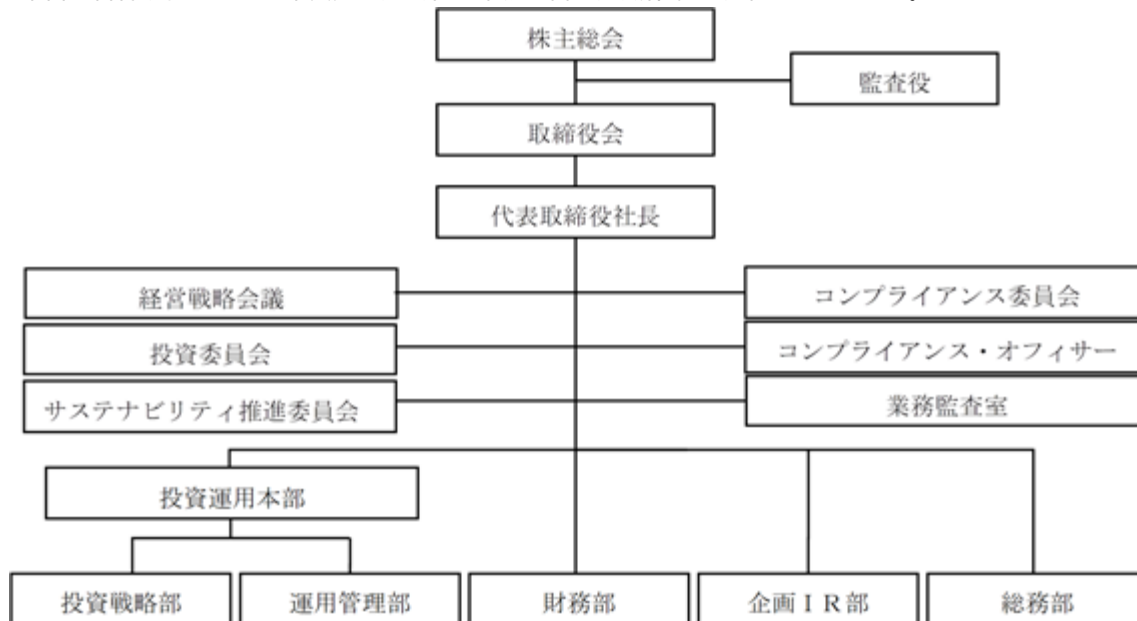 株主総会
監査役
取締役会
代表取締役社長
経営戦略会議
コンプライアンス委員会
投資委員会
コンプライアンス・オフィサー
サステナビリティ推進委員会
業務監査室
投資運用本部
投資戦略部
運用管理部
財務部
企画ＩＲ部
総務部